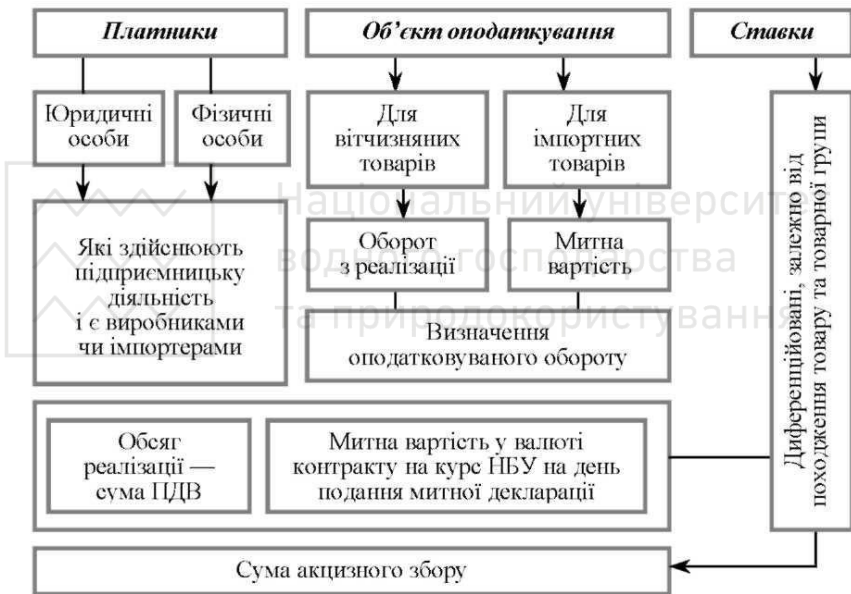 Платники
Об’єкт оподаткування
Ставки
Юридичні
особи
Фізичні
особи
Для
вітчизняних
товарів
Для
імпортних
товарів
Які здійснюють
підприємницьку
діяльність
і є виробниками
чи імпортерами
Оборот
з реалізації
Митна
вартість
Визначення
оподатковуваного обороту
Диференційовані, залежно від
походження товару та товарної групи
Обсяг
реалізації —
сума ПДВ
Митна вартість у валюті
контракту на курс НБУ на день
подання митної декларації
Сума акцизного збору
Національний університет
водного господарства
та природокористування